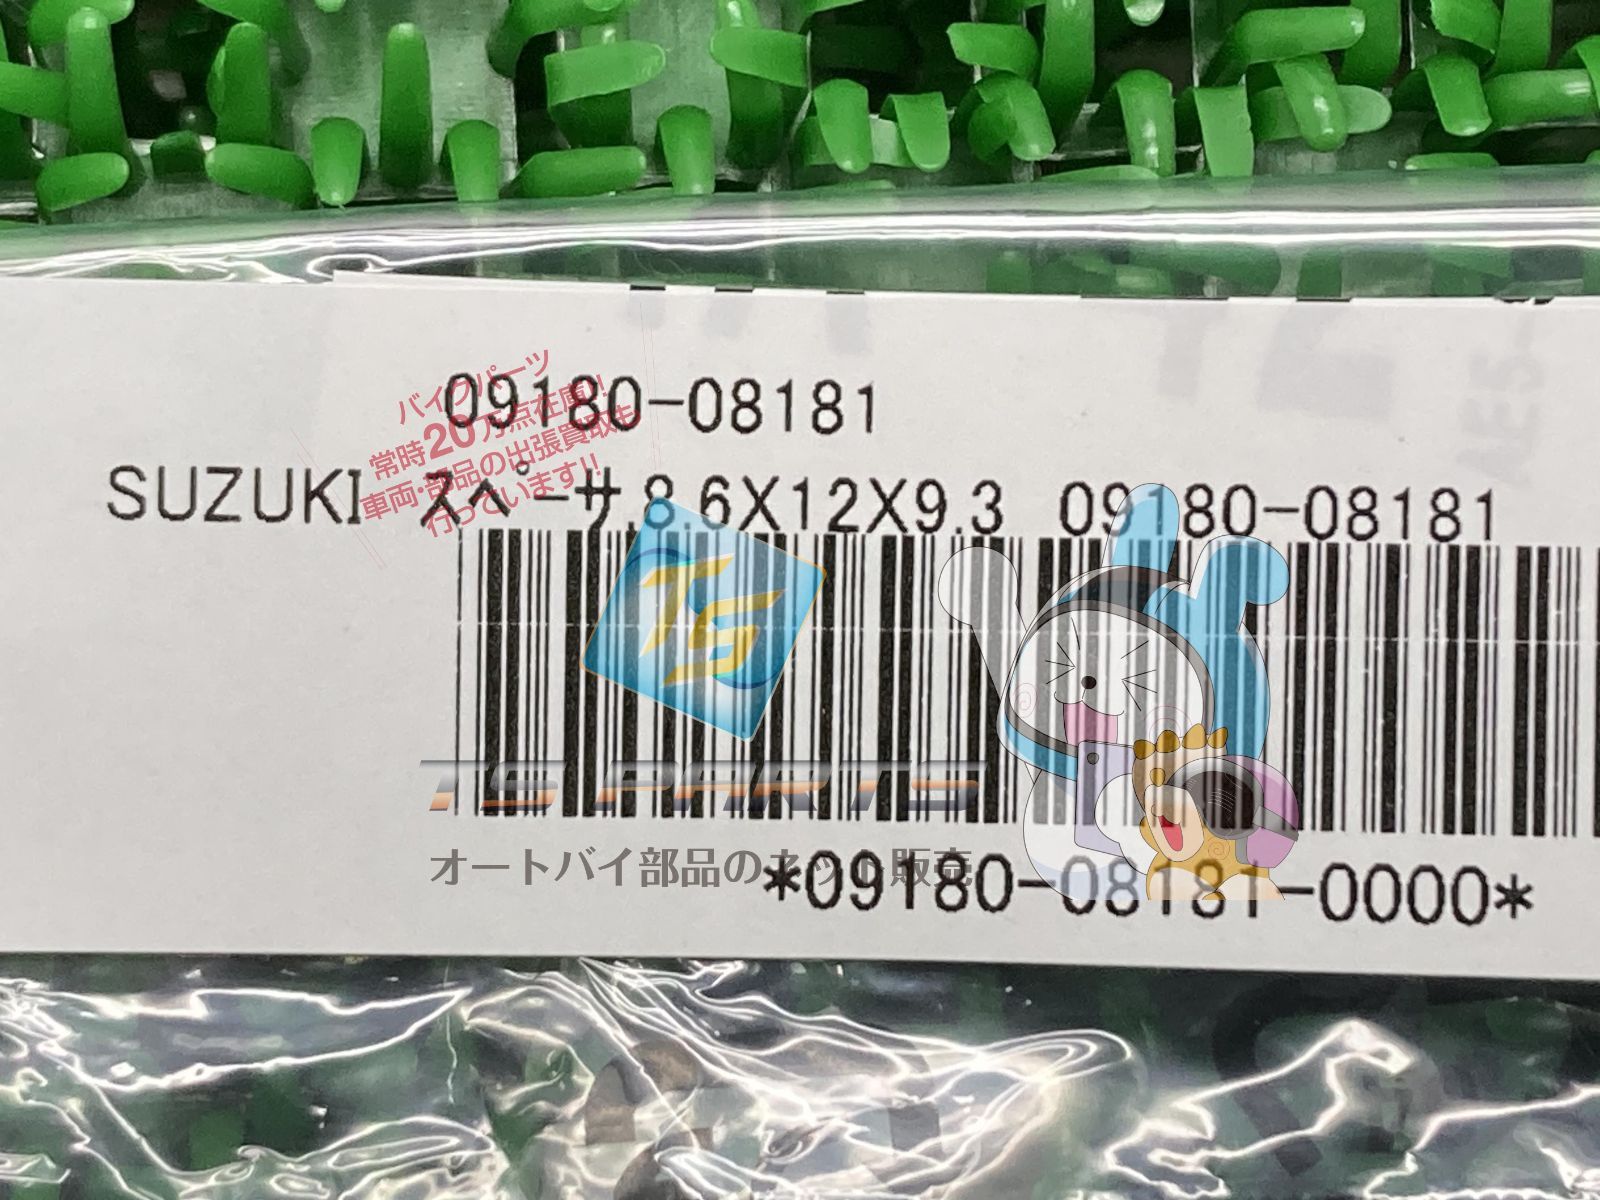 09180-08181
SUZUKI スペーサ,8.6X12X9.3 09180-08181
*09180-08181-0000*
バイクパーツ
常時20万点在庫!!
車両・部品の出張買取も
行っています!!
TS
TS PARTS
オートバイ部品のネット販売